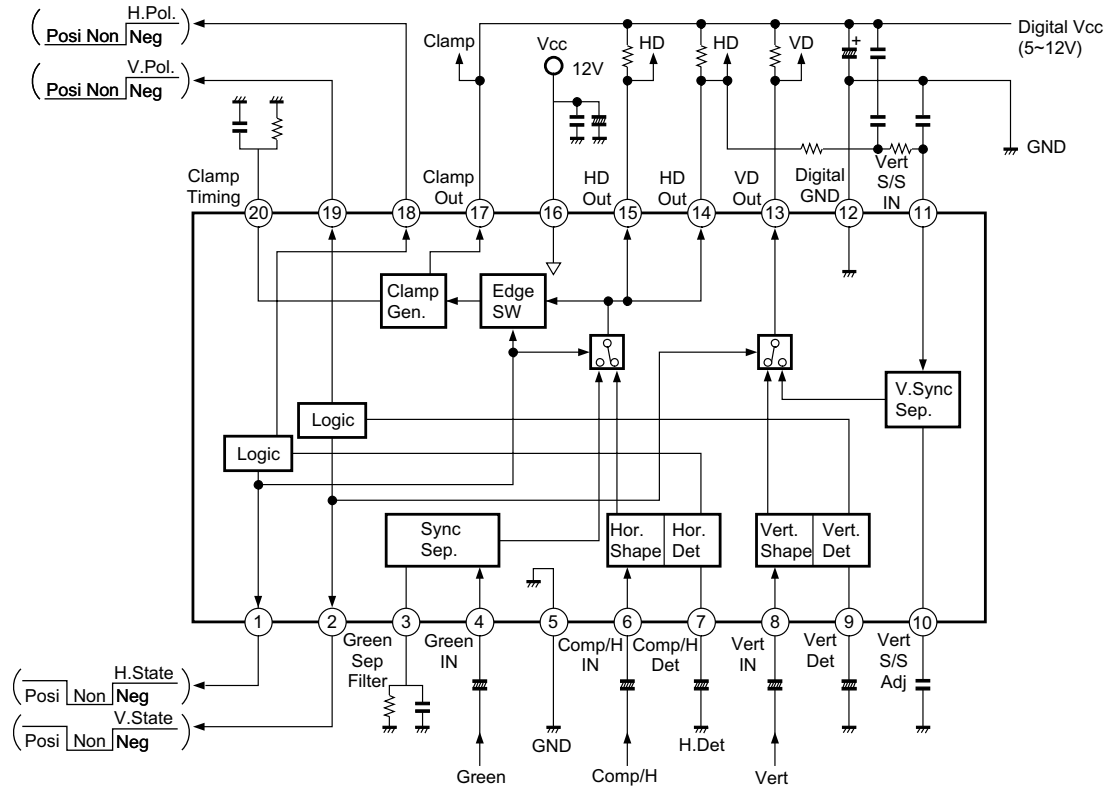 H.Pol.
Posi Non Neg
V.Pol.
Posi Non Neg
Clamp
Vcc
12V
HD
HD
VD
+
Digital Vcc
(5~12V)
GND
Clamp
Timing
Clamp
Out
HD
Out
HD
Out
VD
Out
Digital
GND
Vert
S/S
IN
20
19
18
17
16
15
14
13
12
11
Clamp
Gen.
Edge
SW
Logic
Logic
V.Sync
Sep.
Sync
Sep.
Hor.
Shape
Hor.
Det
Vert.
Shape
Vert.
Det
1
2
3
4
5
6
7
8
9
10
Green
Sep
Filter
Green
IN
Comp/H
IN
Comp/H
Det
Vert
IN
Vert
Det
Vert
S/S
Adj
H.State
Posi Non Neg
V.State
Posi Non Neg
GND
H.Det
Green
Comp/H
Vert